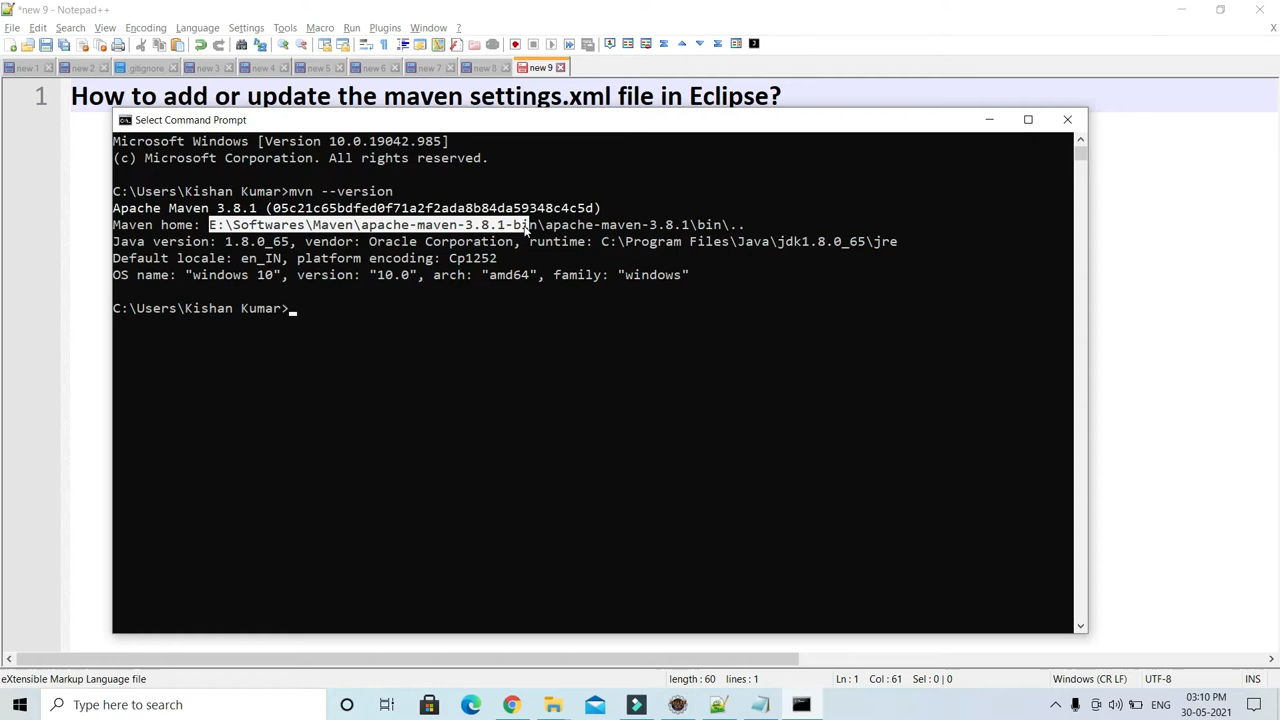 *new 9 - Notepad++
File Edit Search View Encoding Language Settings Tools Macro Run Plugins Window ?
new 1 new 2 gitignore new 3 new 4 new 5 new 6 new 7 new 8 new 9
1 How to add or update the maven settings.xml file in Eclipse?
Select Command Prompt
Microsoft Windows [Version 10.0.19042.985]
(c) Microsoft Corporation. All rights reserved.
C:\Users\Kishan Kumar>mvn --version
Apache Maven 3.8.1 (05c21c65bdfed0f71a2f2ada8b84da59348c4c5d)
Maven home: E:\Softwares\Maven\apache-maven-3.8.1-bin\apache-maven-3.8.1\bin\..
Java version: 1.8.0_65, vendor: Oracle Corporation, runtime: C:\Program Files\Java\jdk1.8.0_65\jre
Default locale: en_IN, platform encoding: Cp1252
OS name: "windows 10", version: "10.0", arch: "amd64", family: "windows"
C:\Users\Kishan Kumar>
eXtensible Markup Language file length: 60 lines: 1 Ln: 1 Col: 61 Sel: 0 | 0 Windows (CR LF) UTF-8 INS
Type here to search
ENG
03:10 PM
30-05-2021